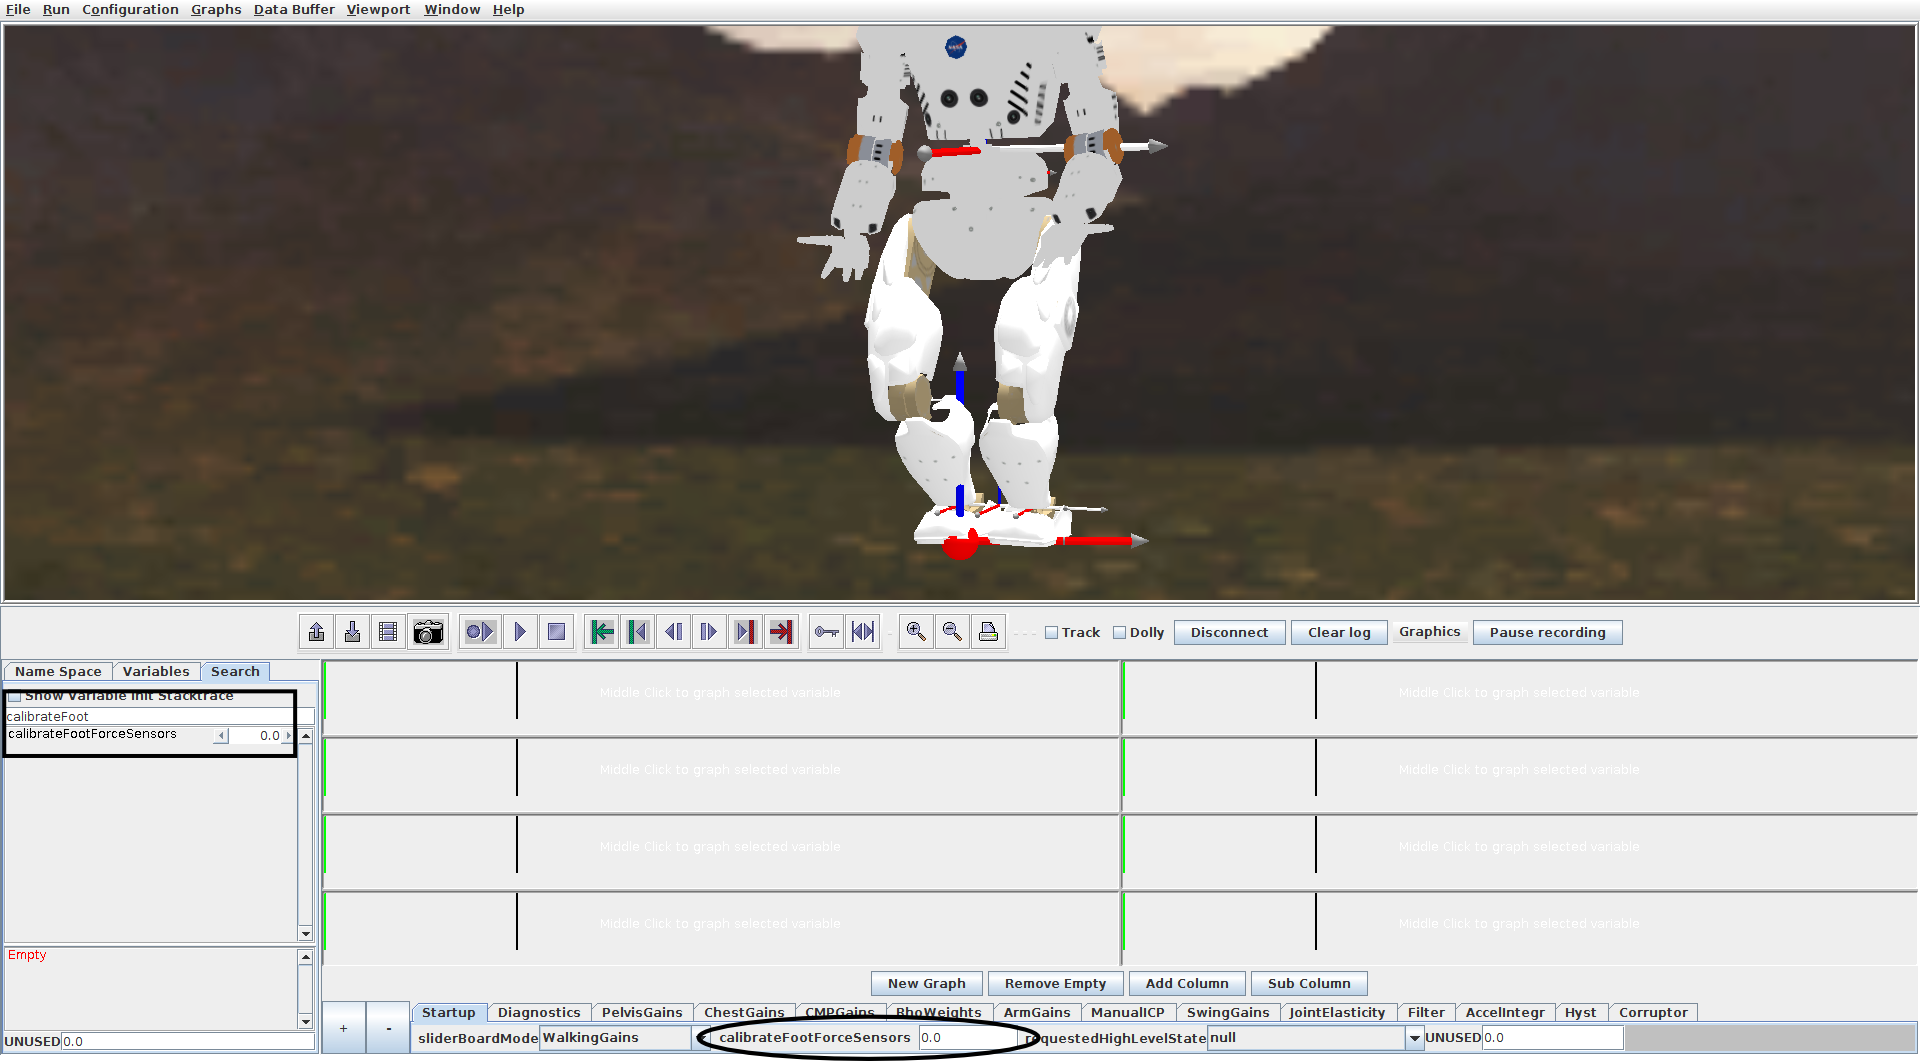 File Run Configuration Graphs Data Buffer Viewport Window Help
NASA
Track Dolly Disconnect Clear log Graphics Pause recording
Name Space Variables Search
Show Variable Init Stacktrace
calibrateFoot
calibrateFootForceSensors 0.0
Middle Click to graph selected variable Middle Click to graph selected variable
Middle Click to graph selected variable Middle Click to graph selected variable
Middle Click to graph selected variable Middle Click to graph selected variable
Middle Click to graph selected variable Middle Click to graph selected variable
Empty
New Graph Remove Empty Add Column Sub Column
+ - Startup Diagnostics PelvisGains ChestGains CMPGains RhoWeights ArmGains ManualICP SwingGains JointElasticity Filter AccelIntegr Hyst Corruptor
UNUSED 0.0 sliderBoardMode WalkingGains calibrateFootForceSensors 0.0 requestedHighLevelState null UNUSED 0.0